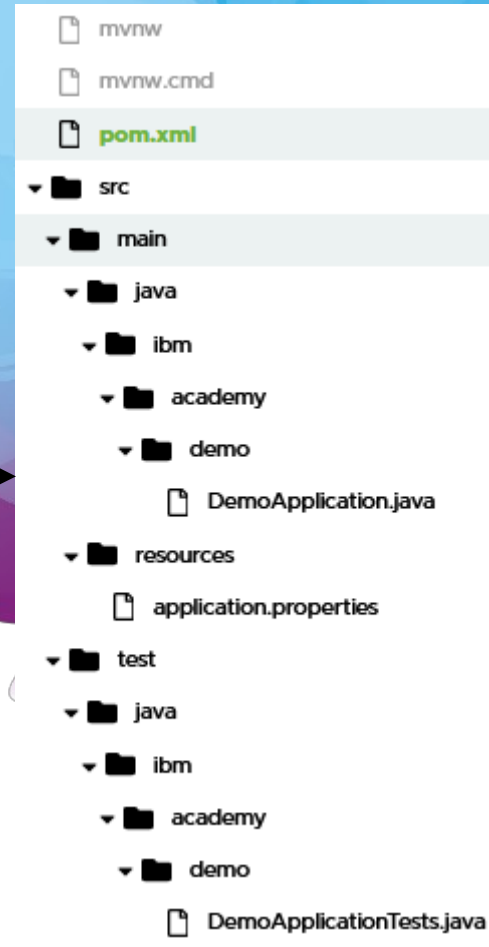 mvnw
mvnw.cmd
pom.xml
src
main
java
ibm
academy
demo
DemoApplication.java
resources
application.properties
test
java
ibm
academy
demo
DemoApplicationTests.java